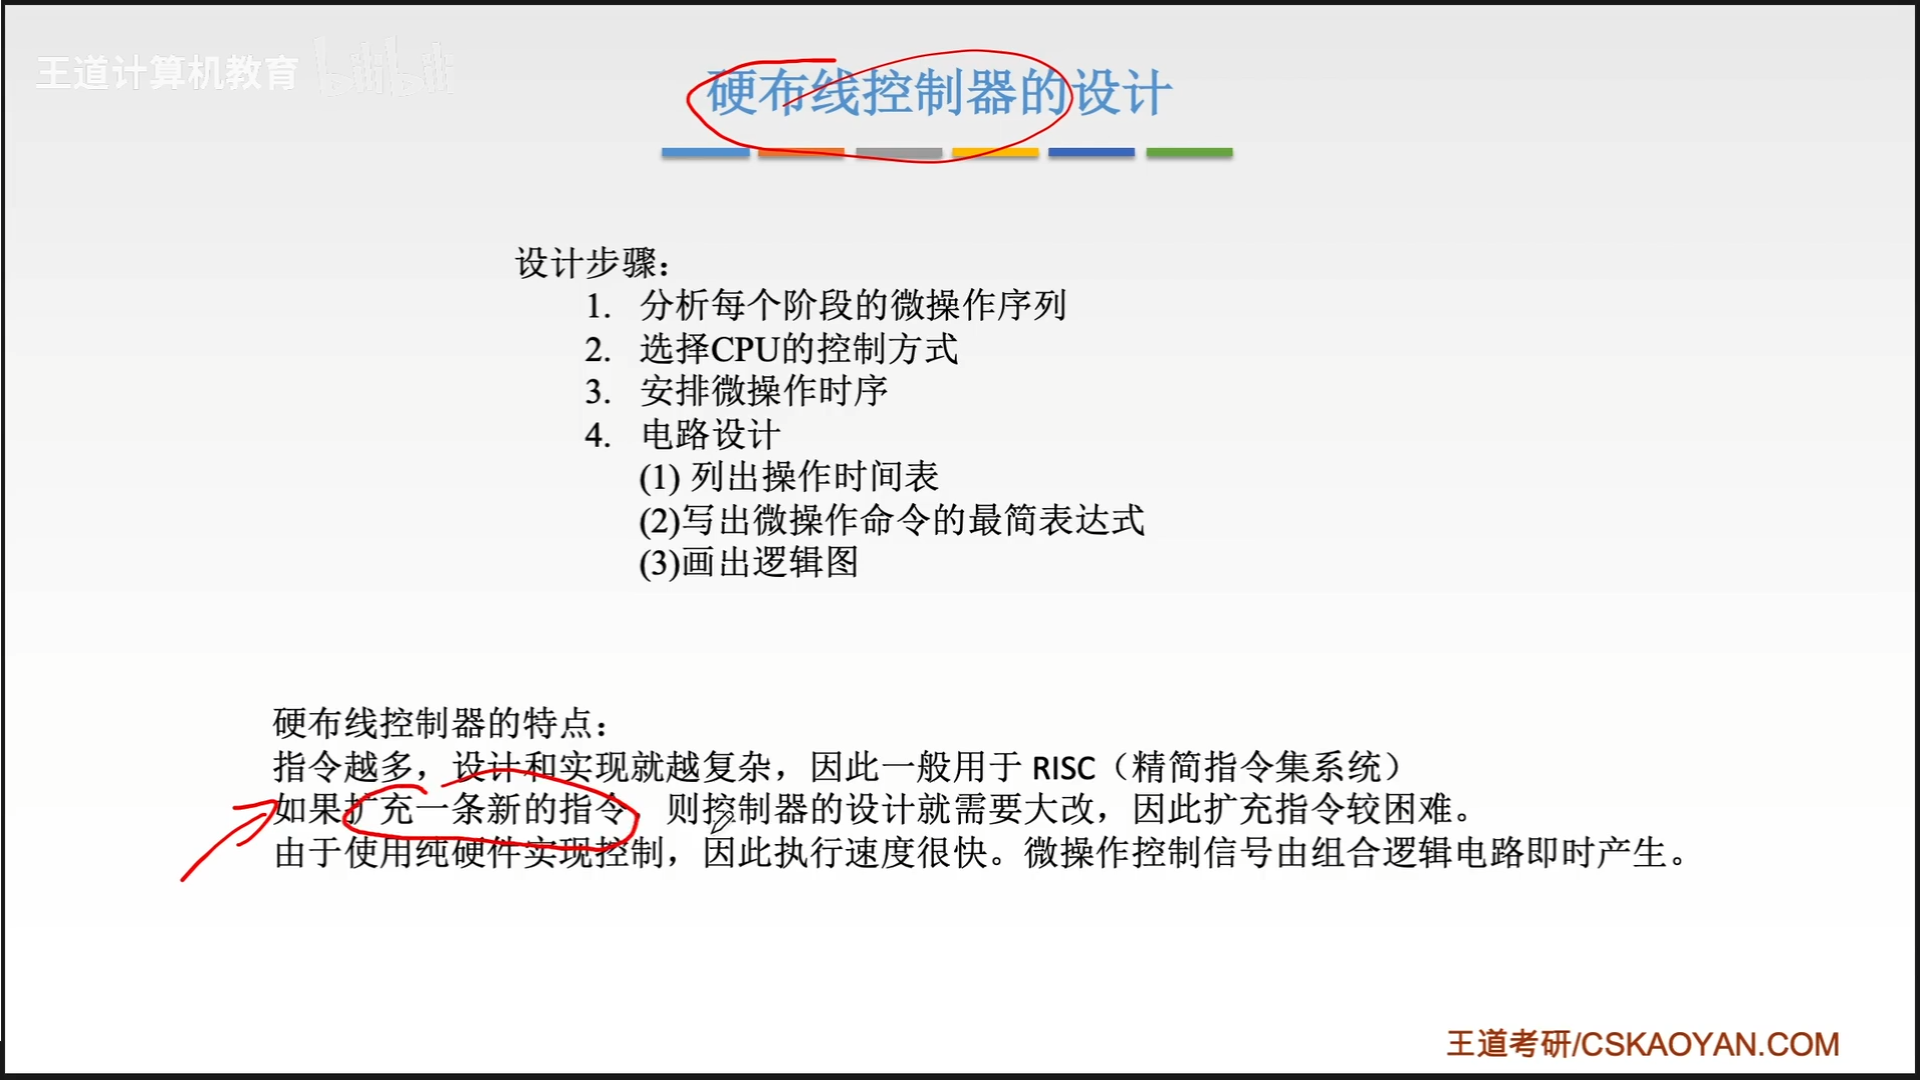 王道计算机教育 bilibili
硬布线控制器的设计
设计步骤：
1. 分析每个阶段的微操作序列
2. 选择CPU的控制方式
3. 安排微操作时序
4. 电路设计
(1) 列出操作时间表
(2)写出微操作命令的最简表达式
(3)画出逻辑图
硬布线控制器的特点：
指令越多，设计和实现就越复杂，因此一般用于 RISC（精简指令集系统）
如果扩充一条新的指令，则控制器的设计就需要大改，因此扩充指令较困难。
由于使用纯硬件实现控制，因此执行速度很快。微操作控制信号由组合逻辑电路即时产生。
王道考研/CSKAOYAN.COM